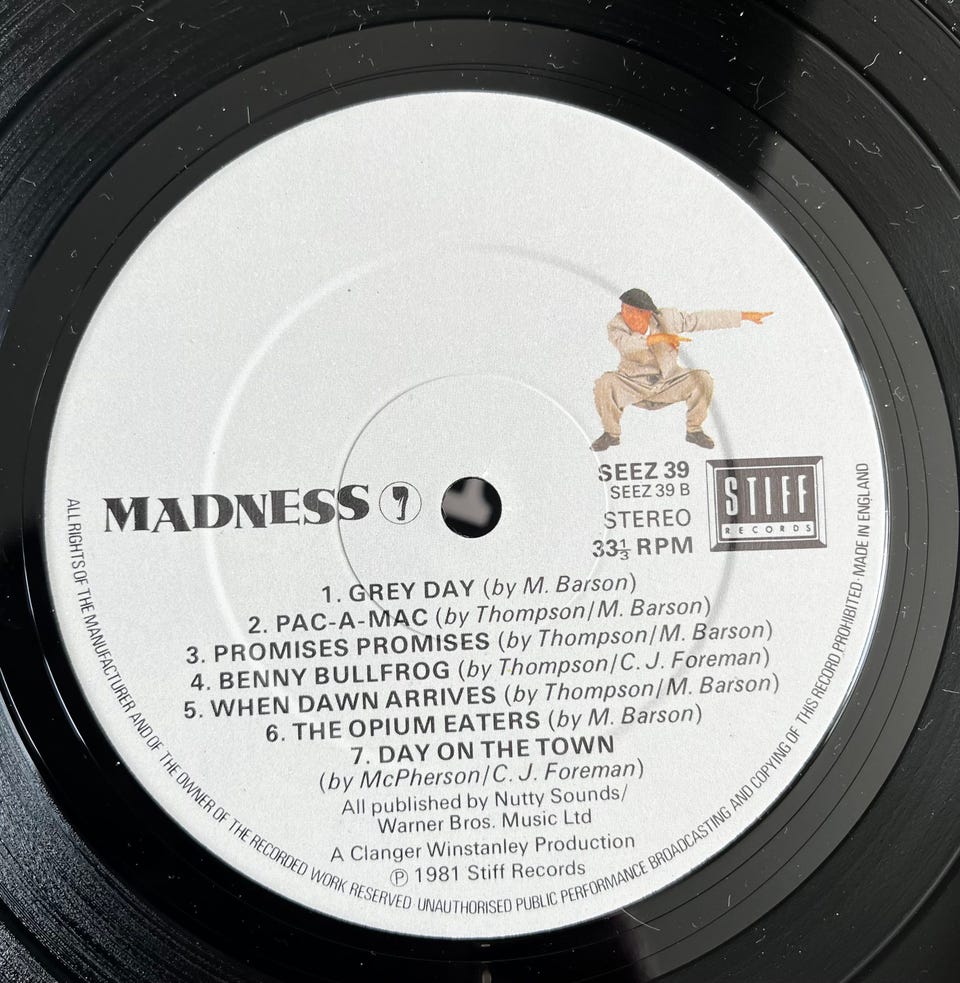 MADNESS 7
SEEZ 39
SEEZ 39 B
STEREO
33⅓ RPM
STIFF
RECORDS
1. GREY DAY (by M. Barson)
2. PAC-A-MAC (by Thompson/M. Barson)
3. PROMISES PROMISES (by Thompson/M. Barson)
4. BENNY BULLFROG (by Thompson/C. J. Foreman)
5. WHEN DAWN ARRIVES (by Thompson/M. Barson)
6. THE OPIUM EATERS (by M. Barson)
7. DAY ON THE TOWN
(by McPherson/C. J. Foreman)
All published by Nutty Sounds/
Warner Bros. Music Ltd
A Clanger Winstanley Production
℗ 1981 Stiff Records
ALL RIGHTS OF THE MANUFACTURER AND OF THE OWNER OF THE RECORDED WORK RESERVED · UNAUTHORISED PUBLIC PERFORMANCE BROADCASTING AND COPYING OF THIS RECORD PROHIBITED · MADE IN ENGLAND